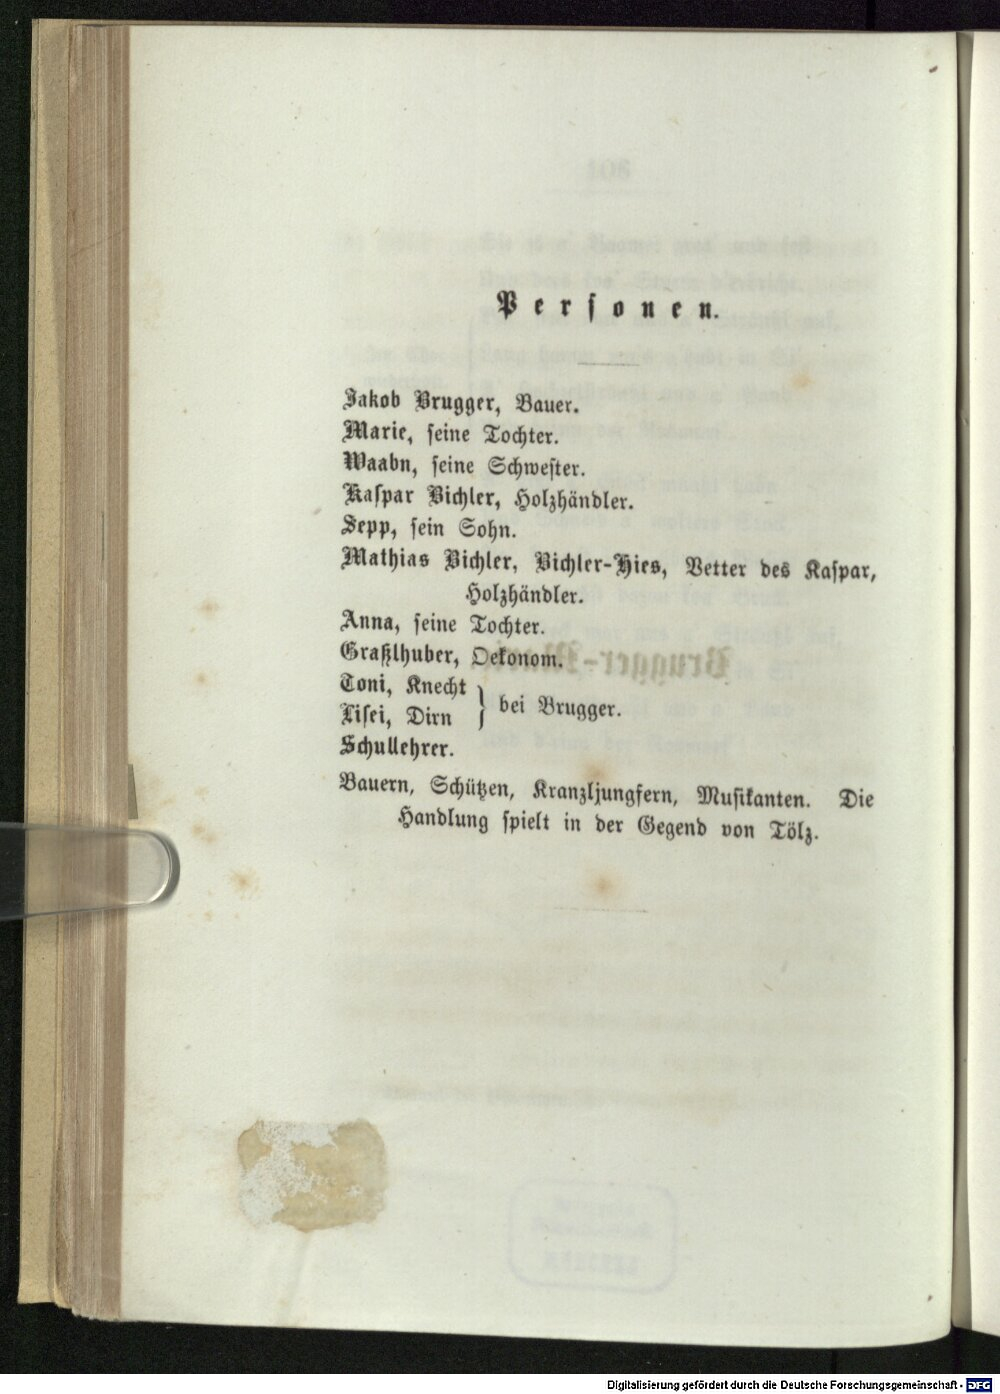 Personen.
Jakob Brugger, Bauer.
Marie, seine Tochter.
Waabn, seine Schwester.
Kaspar Bichler, Holzhändler.
Sepp, sein Sohn.
Mathias Bichler, Bichler-Hies, Vetter des Kaspar,
Holzhändler.
Anna, seine Tochter.
Graßlhuber, Oekonom.
Toni, Knecht
Lisei, Dirn
} bei Brugger.
Schullehrer.
Bauern, Schützen, Kranzljungfern, Musikanten. Die
Handlung spielt in der Gegend von Tölz.
Digitalisierung gefördert durch die Deutsche Forschungsgemeinschaft - DFG